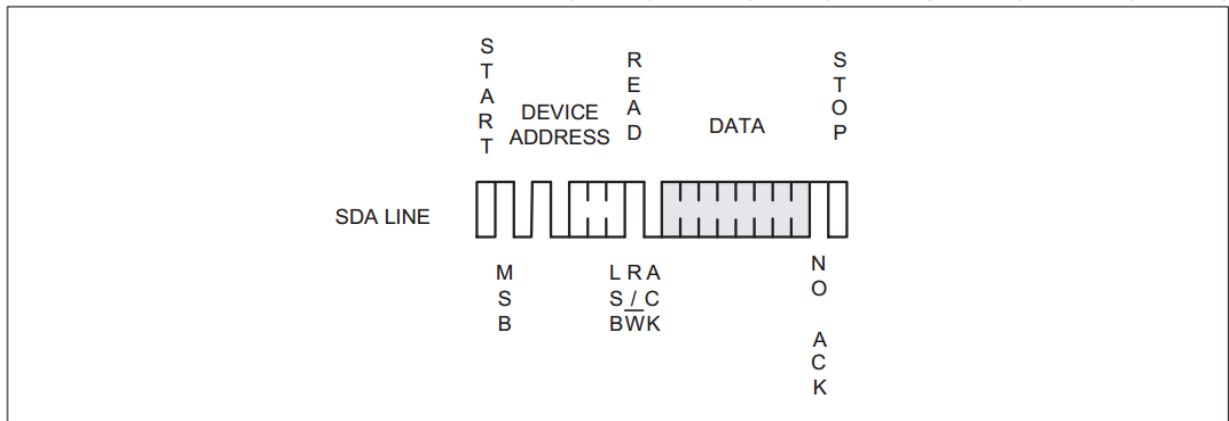 START
DEVICE
ADDRESS
READ
DATA
STOP
SDA LINE
MSB
LSB
R/W
ACK
NO ACK